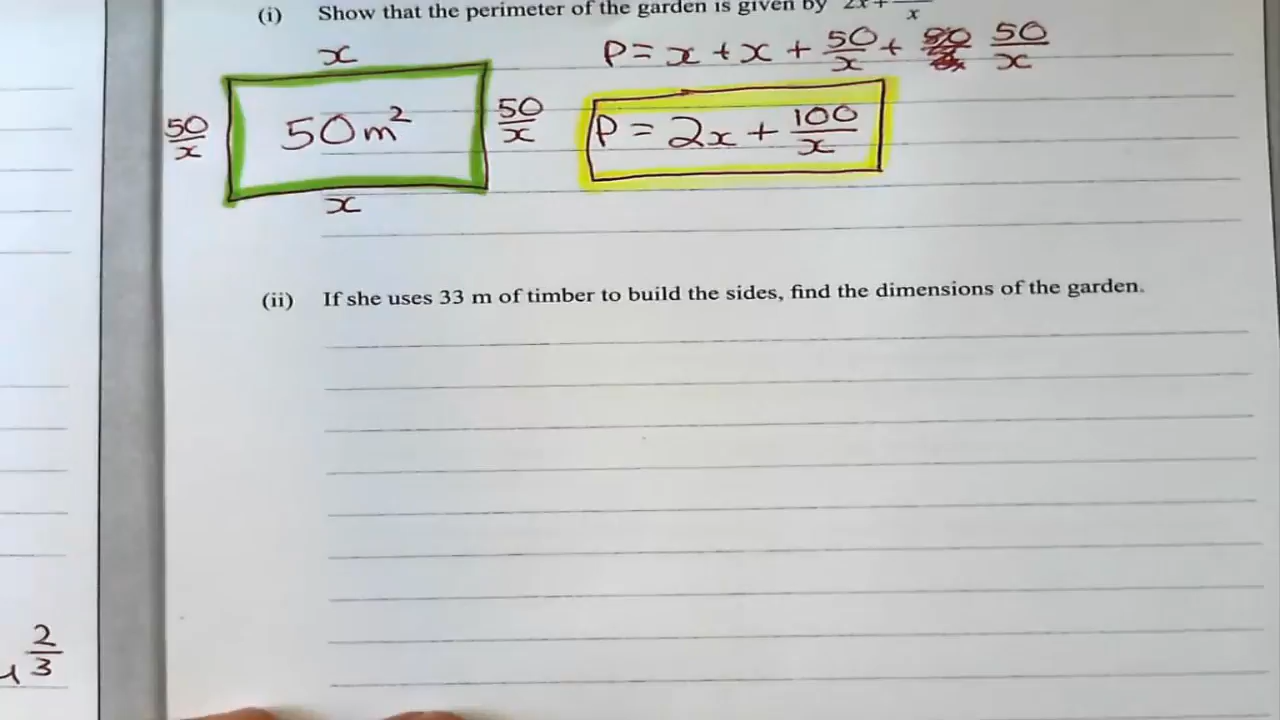 (i) Show that the perimeter of the garden is given by 2x + — x
x
P = x + x + 50/x + 50/x
50/x
50m²
50/x
P = 2x + 100/x
x
(ii) If she uses 33 m of timber to build the sides, find the dimensions of the garden.
2/3